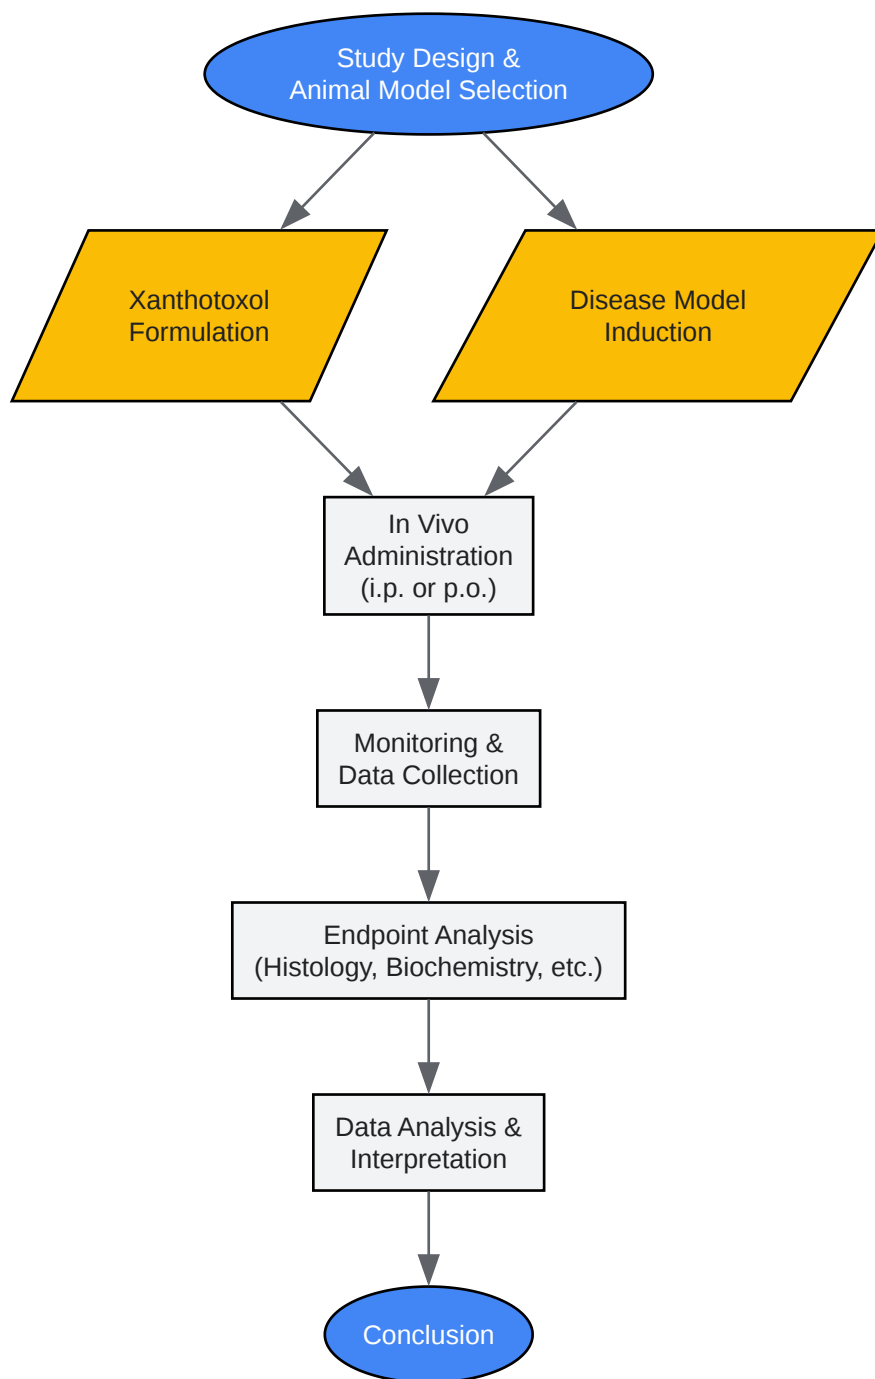 Study Design &
Animal Model Selection
Xanthotoxol
Formulation
Disease Model
Induction
In Vivo
Administration
(i.p. or p.o.)
Monitoring &
Data Collection
Endpoint Analysis
(Histology, Biochemistry, etc.)
Data Analysis &
Interpretation
Conclusion